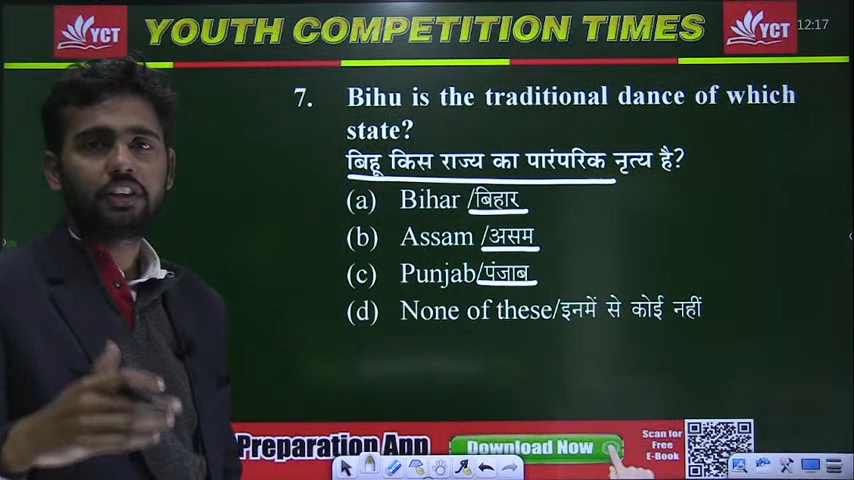 YCT
YOUTH COMPETITION TIMES
YCT
12:17
7. Bihu is the traditional dance of which
state?
बिहू किस राज्य का पारंपरिक नृत्य है?
(a) Bihar /बिहार
(b) Assam /असम
(c) Punjab/पंजाब
(d) None of these/इनमें से कोई नहीं
Preparation App
Download Now
Scan for
Free
E-Book